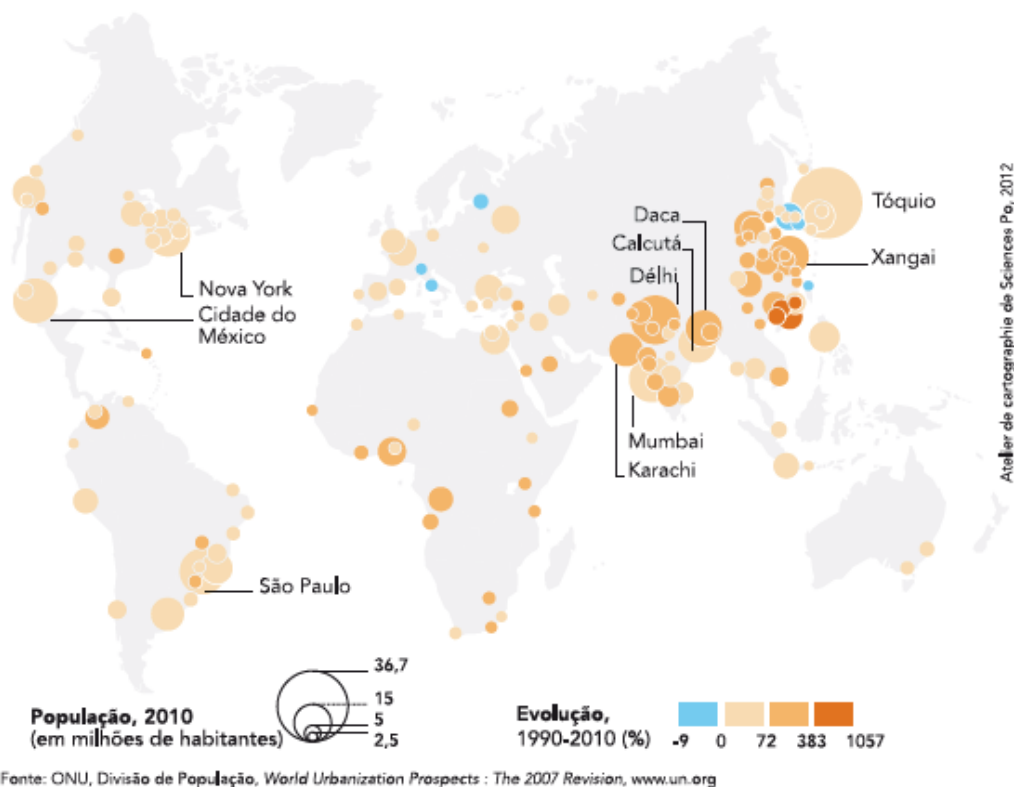 Tóquio
Daca
Calcutá
Délhi
Xangai
Nova York
Cidade do
México
Mumbai
Karachi
São Paulo
Atelier de cartographie de Sciences Po, 2012
36,7
15
5
2,5
População, 2010
(em milhões de habitantes)
Evolução,
1990-2010 (%)
-9 0 72 383 1057
Fonte: ONU, Divisão de População, World Urbanization Prospects : The 2007 Revision, www.un.org